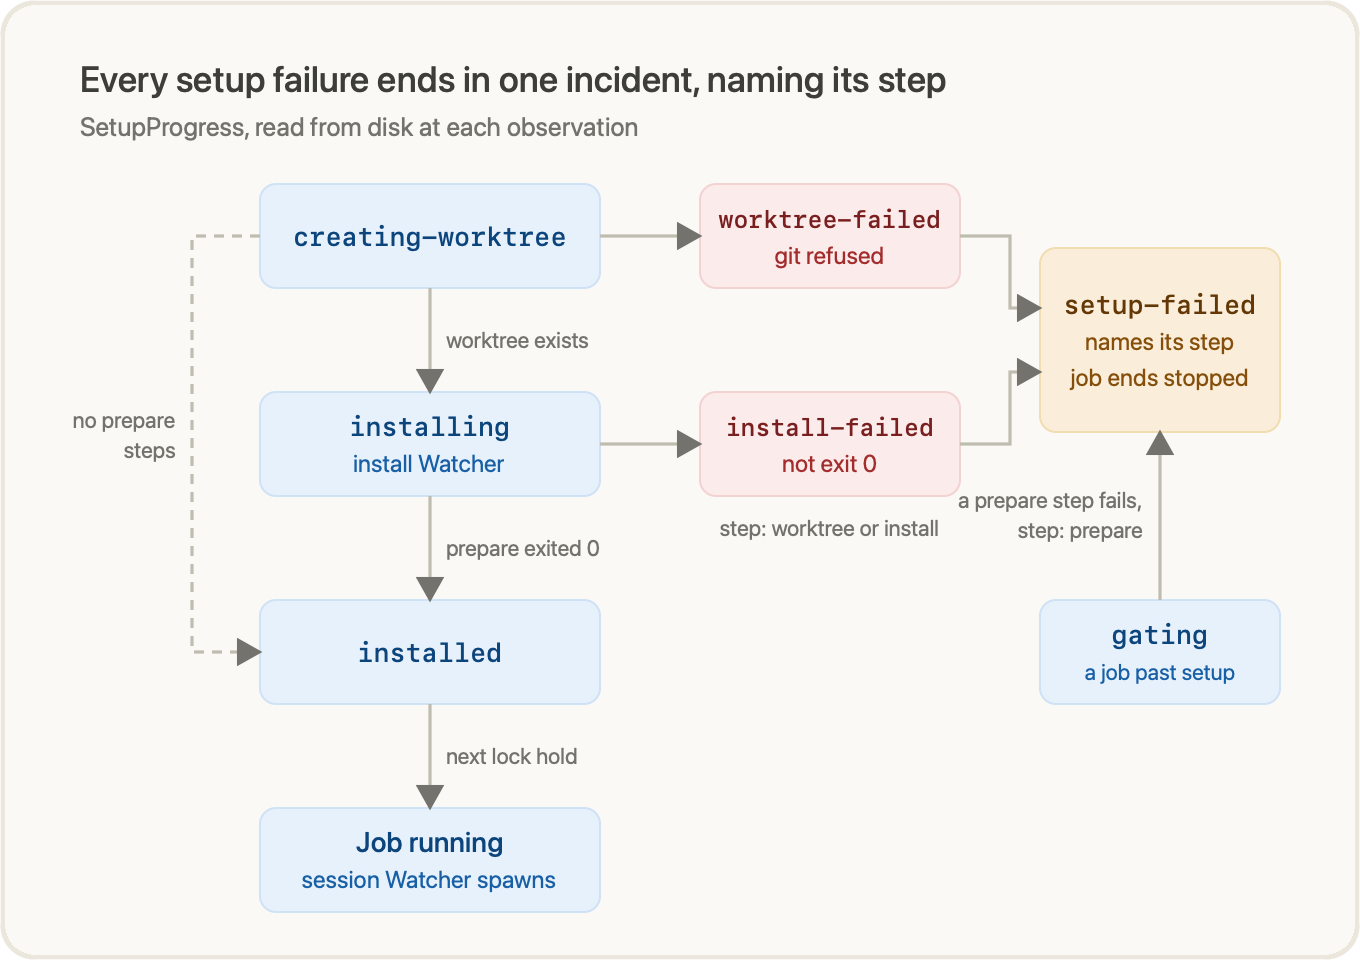 Every setup failure ends in one incident, naming its step
SetupProgress, read from disk at each observation
creating-worktree
worktree-failed
git refused
setup-failed
names its step
job ends stopped
worktree exists
no prepare
steps
installing
install Watcher
install-failed
not exit 0
step: worktree or install
a prepare step fails,
step: prepare
prepare exited 0
installed
gating
a job past setup
next lock hold
Job running
session Watcher spawns